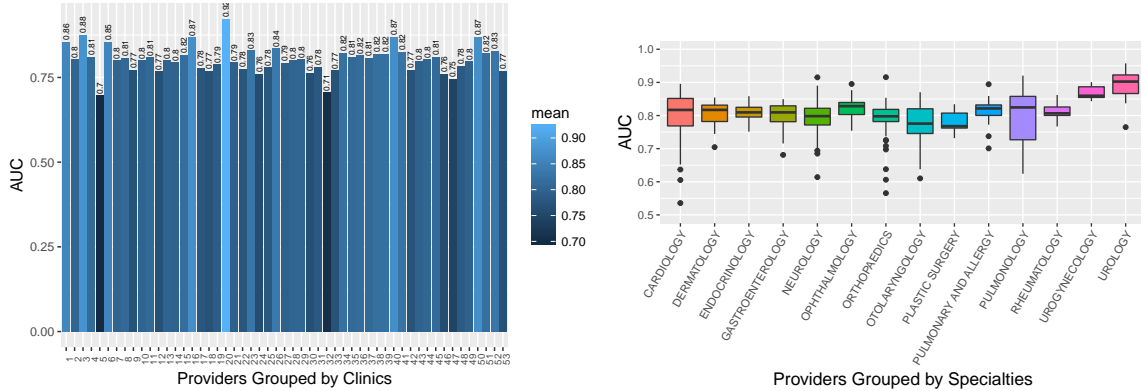 0.86 0.8 0.88 0.81 0.7 0.85 0.8 0.81 0.77 0.8 0.81 0.77 0.8 0.8 0.82 0.87 0.78 0.77 0.79 0.92 0.79 0.77 0.83 0.76 0.78 0.84 0.79 0.8 0.8 0.76 0.78 0.71 0.77 0.82 0.81 0.82 0.81 0.82 0.82 0.87 0.82 0.77 0.8 0.81 0.81 0.76 0.75 0.78 0.79 0.87 0.82 0.83 0.77
0.75
0.50
0.25
0.00
AUC
1 2 3 4 5 6 7 8 9 10 11 12 13 14 15 16 17 18 19 20 21 22 23 24 25 26 27 28 29 30 31 32 33 34 35 36 37 38 39 40 41 42 43 44 45 46 47 48 49 50 51 52 53
Providers Grouped by Clinics
mean
0.90
0.85
0.80
0.75
0.70
1.0
0.9
0.8
0.7
0.6
0.5
AUC
CARDIOLOGY
DERMATOLOGY
ENDOCRINOLOGY
GASTROENTEROLOGY
NEUROLOGY
OPHTHALMOLOGY
ORTHOPAEDICS
OTOLARYNGOLOGY
PLASTIC SURGERY
PULMONARY AND ALLERGY
PULMONOLOGY
RHEUMATOLOGY
UROGYNECOLOGY
UROLOGY
Providers Grouped by Specialties